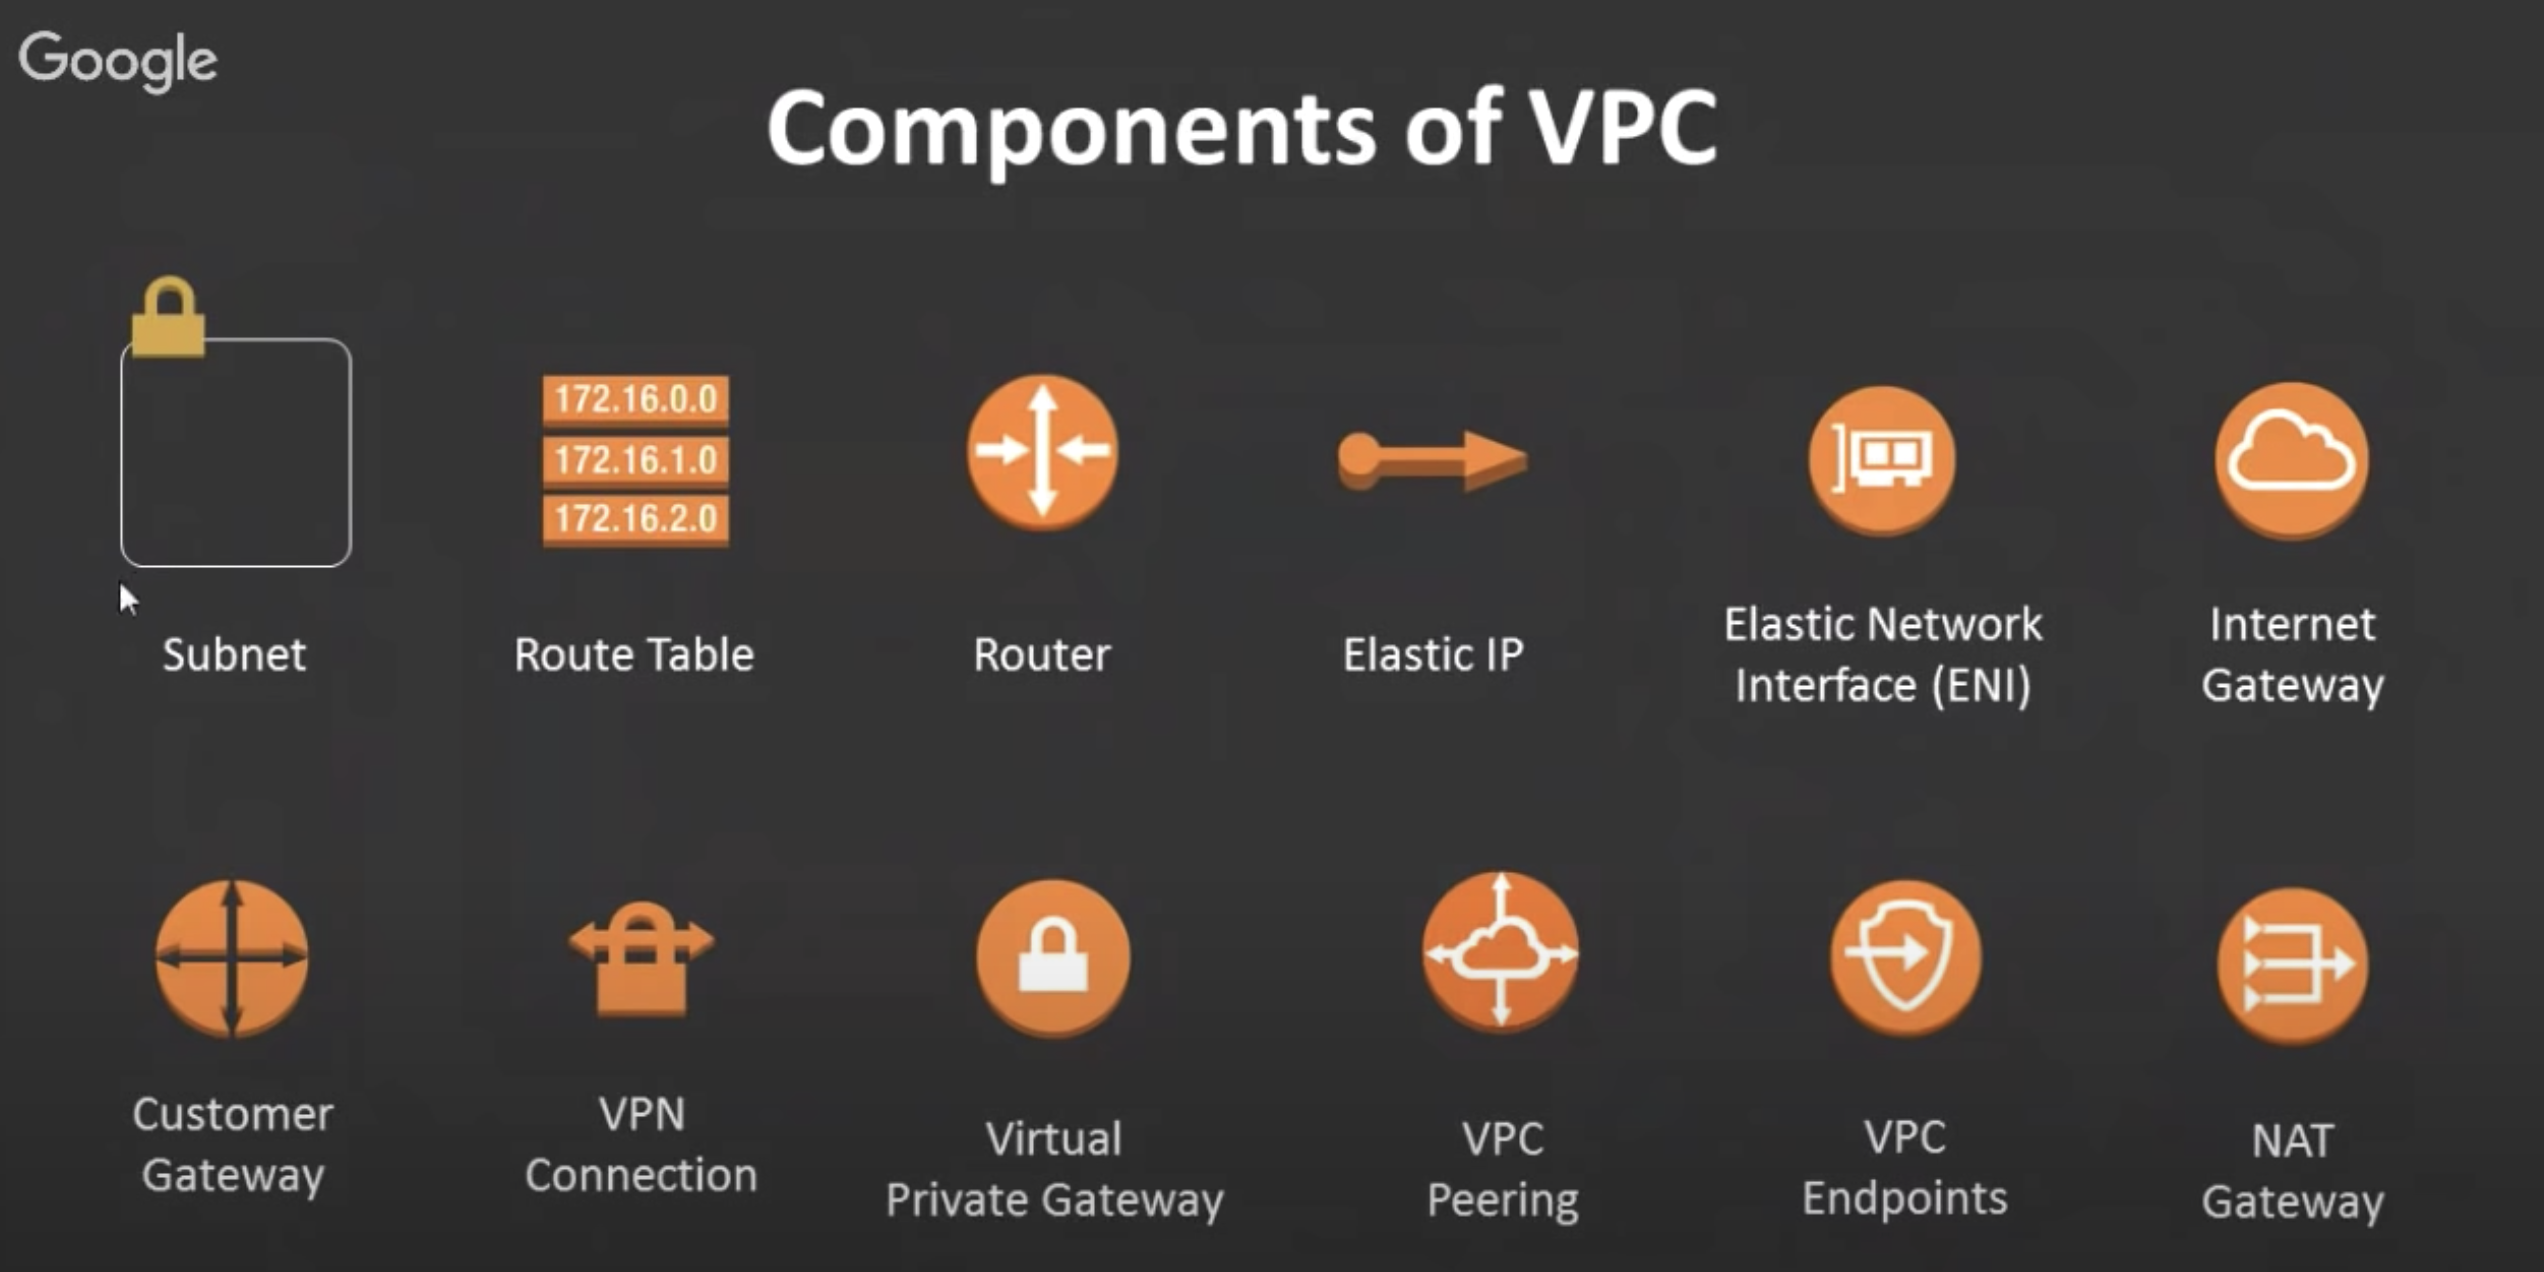 Google
Components of VPC
172.16.0.0
172.16.1.0
172.16.2.0
Subnet
Route Table
Router
Elastic IP
Elastic Network
Interface (ENI)
Internet
Gateway
Customer
Gateway
VPN
Connection
Virtual
Private Gateway
VPC
Peering
VPC
Endpoints
NAT
Gateway